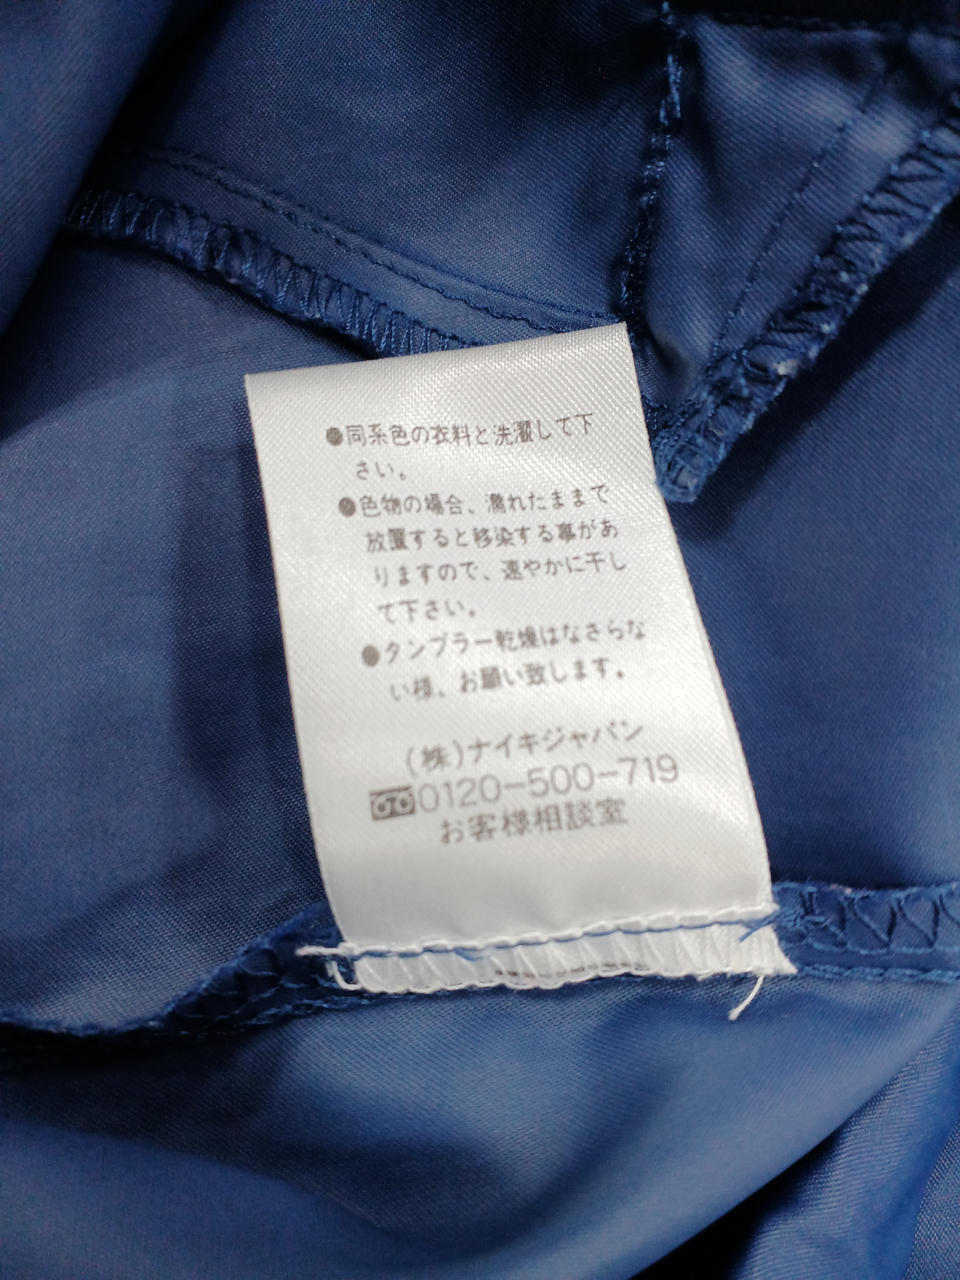 ●同系色の衣料と洗濯して下
さい。
●色物の場合、濡れたままで
放置すると移染する事があ
りますので、速やかに干し
て下さい。
●タンブラー乾燥はなさらな
い様、お願い致します。
(株)ナイキジャパン
0120-500-719
お客様相談室